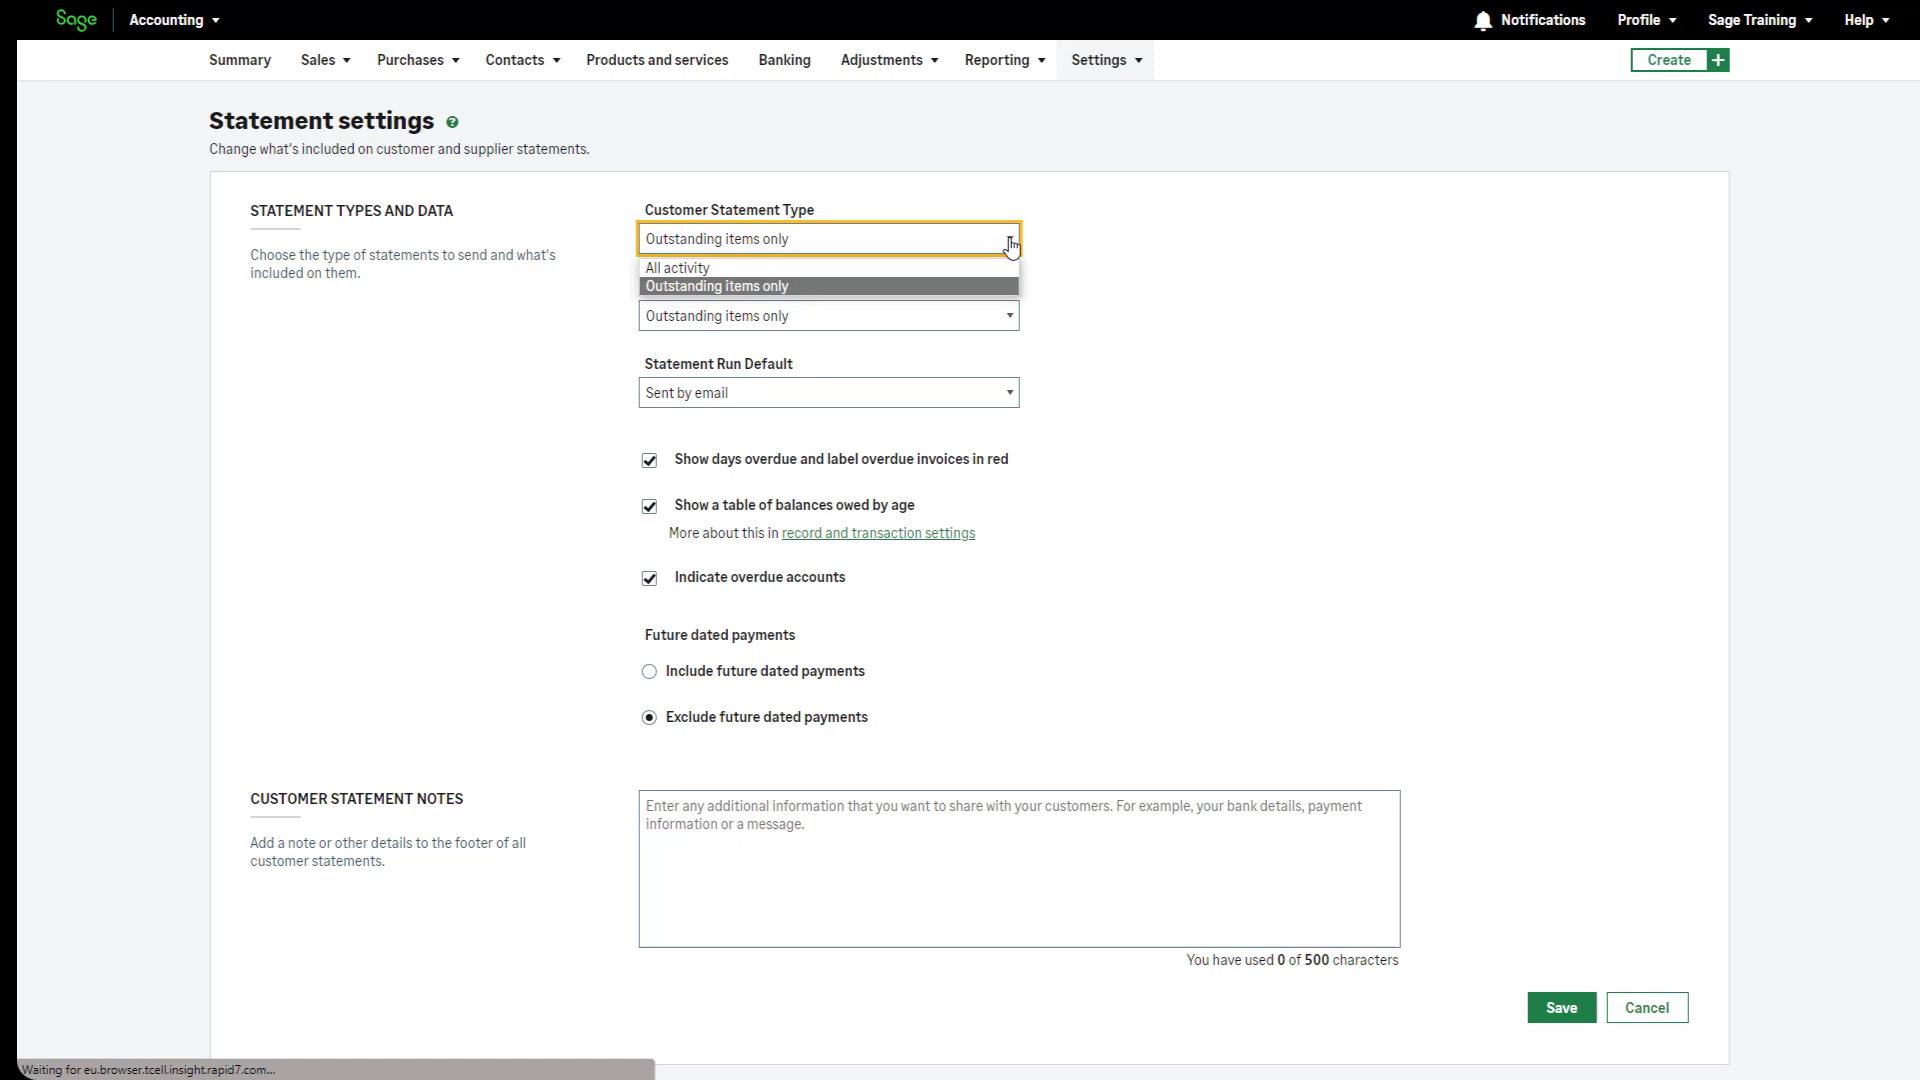 Sage
Accounting
Notifications
Profile
Sage Training
Help
Summary
Sales
Purchases
Contacts
Products and services
Banking
Adjustments
Reporting
Settings
Create +
Statement settings ?
Change what's included on customer and supplier statements.
STATEMENT TYPES AND DATA
Choose the type of statements to send and what's
included on them.
Customer Statement Type
Outstanding items only
All activity
Outstanding items only
Outstanding items only
Statement Run Default
Sent by email
Show days overdue and label overdue invoices in red
Show a table of balances owed by age
More about this in record and transaction settings
Indicate overdue accounts
Future dated payments
Include future dated payments
Exclude future dated payments
CUSTOMER STATEMENT NOTES
Add a note or other details to the footer of all
customer statements.
Enter any additional information that you want to share with your customers. For example, your bank details, payment
information or a message.
You have used 0 of 500 characters
Save
Cancel
Waiting for eu.browser.tcell.insight.rapid7.com...